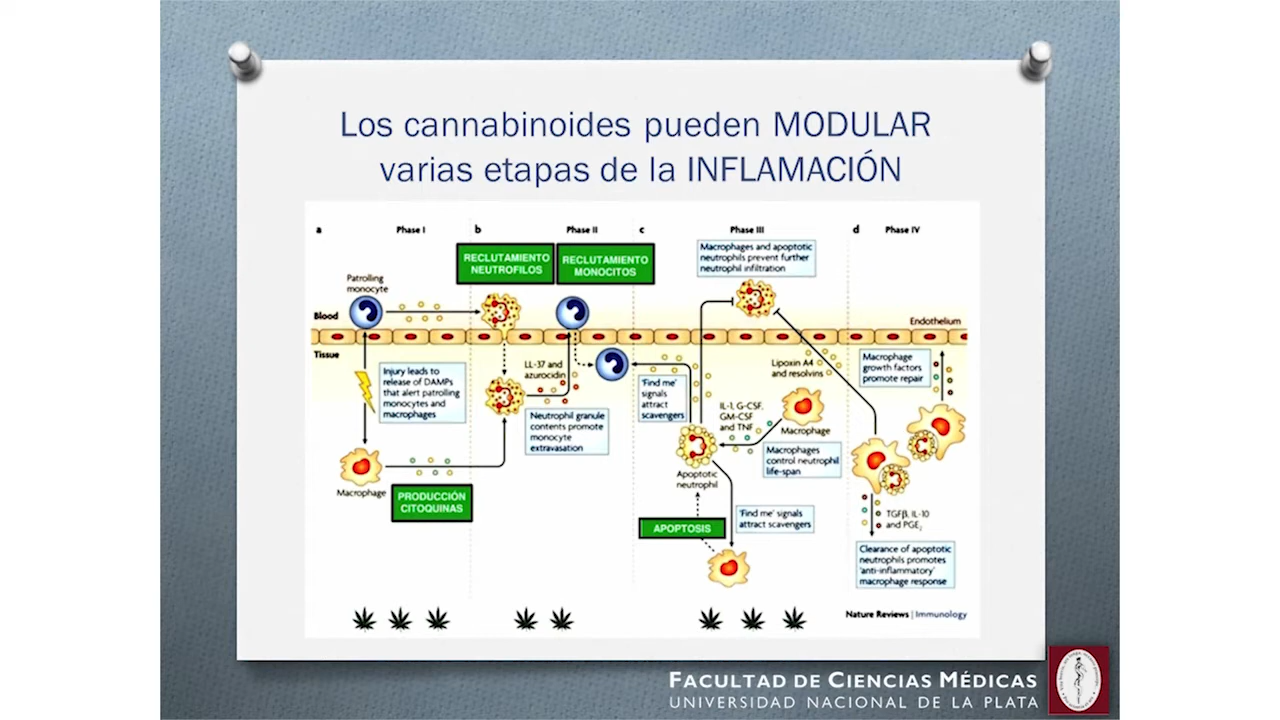 Los cannabinoides pueden MODULAR
varias etapas de la INFLAMACIÓN
a
Phase I
b
Phase II
c
Phase III
d
Phase IV
RECLUTAMIENTO
NEUTROFILOS
RECLUTAMIENTO
MONOCITOS
Macrophages and apoptotic
neutrophils prevent further
neutrophil infiltration
Patrolling
monocyte
Blood
Endothelium
Tissue
Injury leads to
release of DAMPs
that alert patrolling
monocytes and
macrophages
LL-37 and
azurocidin
Neutrophil granule
contents promote
monocyte
extravasation
'Find me'
signals
attract
scavengers
Lipoxin A4
and resolvins
IL-1, G-CSF,
GM-CSF
and TNF
Macrophage
Macrophages
control neutrophil
life-span
Macrophage
growth factors
promote repair
Macrophage
PRODUCCIÓN
CITOQUINAS
Apoptotic
neutrophil
APOPTOSIS
'Find me' signals
attract scavengers
TGFβ, IL-10
and PGE₂
Clearance of apoptotic
neutrophils promotes
'anti-inflammatory'
macrophage response
Nature Reviews | Immunology
FACULTAD DE CIENCIAS MÉDICAS
UNIVERSIDAD NACIONAL DE LA PLATA